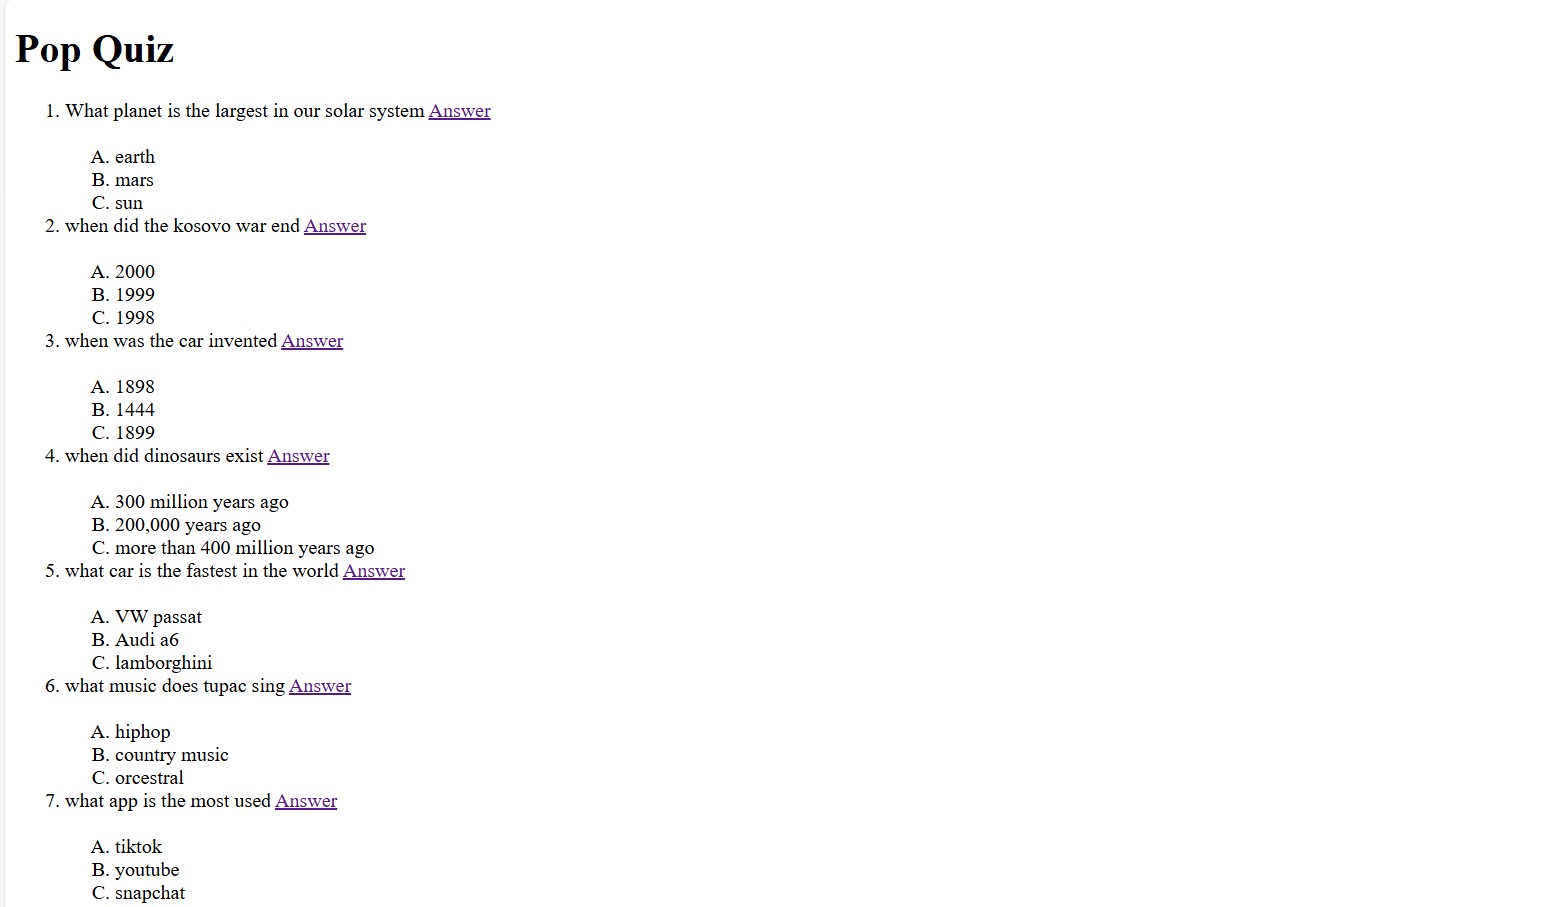 Pop Quiz
1. What planet is the largest in our solar system Answer
A. earth
B. mars
C. sun
2. when did the kosovo war end Answer
A. 2000
B. 1999
C. 1998
3. when was the car invented Answer
A. 1898
B. 1444
C. 1899
4. when did dinosaurs exist Answer
A. 300 million years ago
B. 200,000 years ago
C. more than 400 million years ago
5. what car is the fastest in the world Answer
A. VW passat
B. Audi a6
C. lamborghini
6. what music does tupac sing Answer
A. hiphop
B. country music
C. orcestral
7. what app is the most used Answer
A. tiktok
B. youtube
C. snapchat